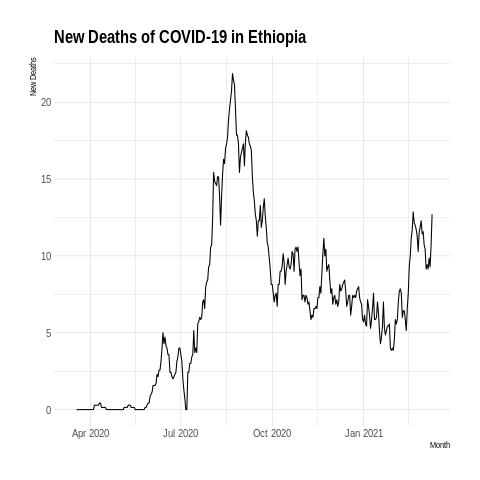 New Deaths of COVID-19 in Ethiopia
New Deaths
20
15
10
5
0
Apr 2020 Jul 2020 Oct 2020 Jan 2021
Month